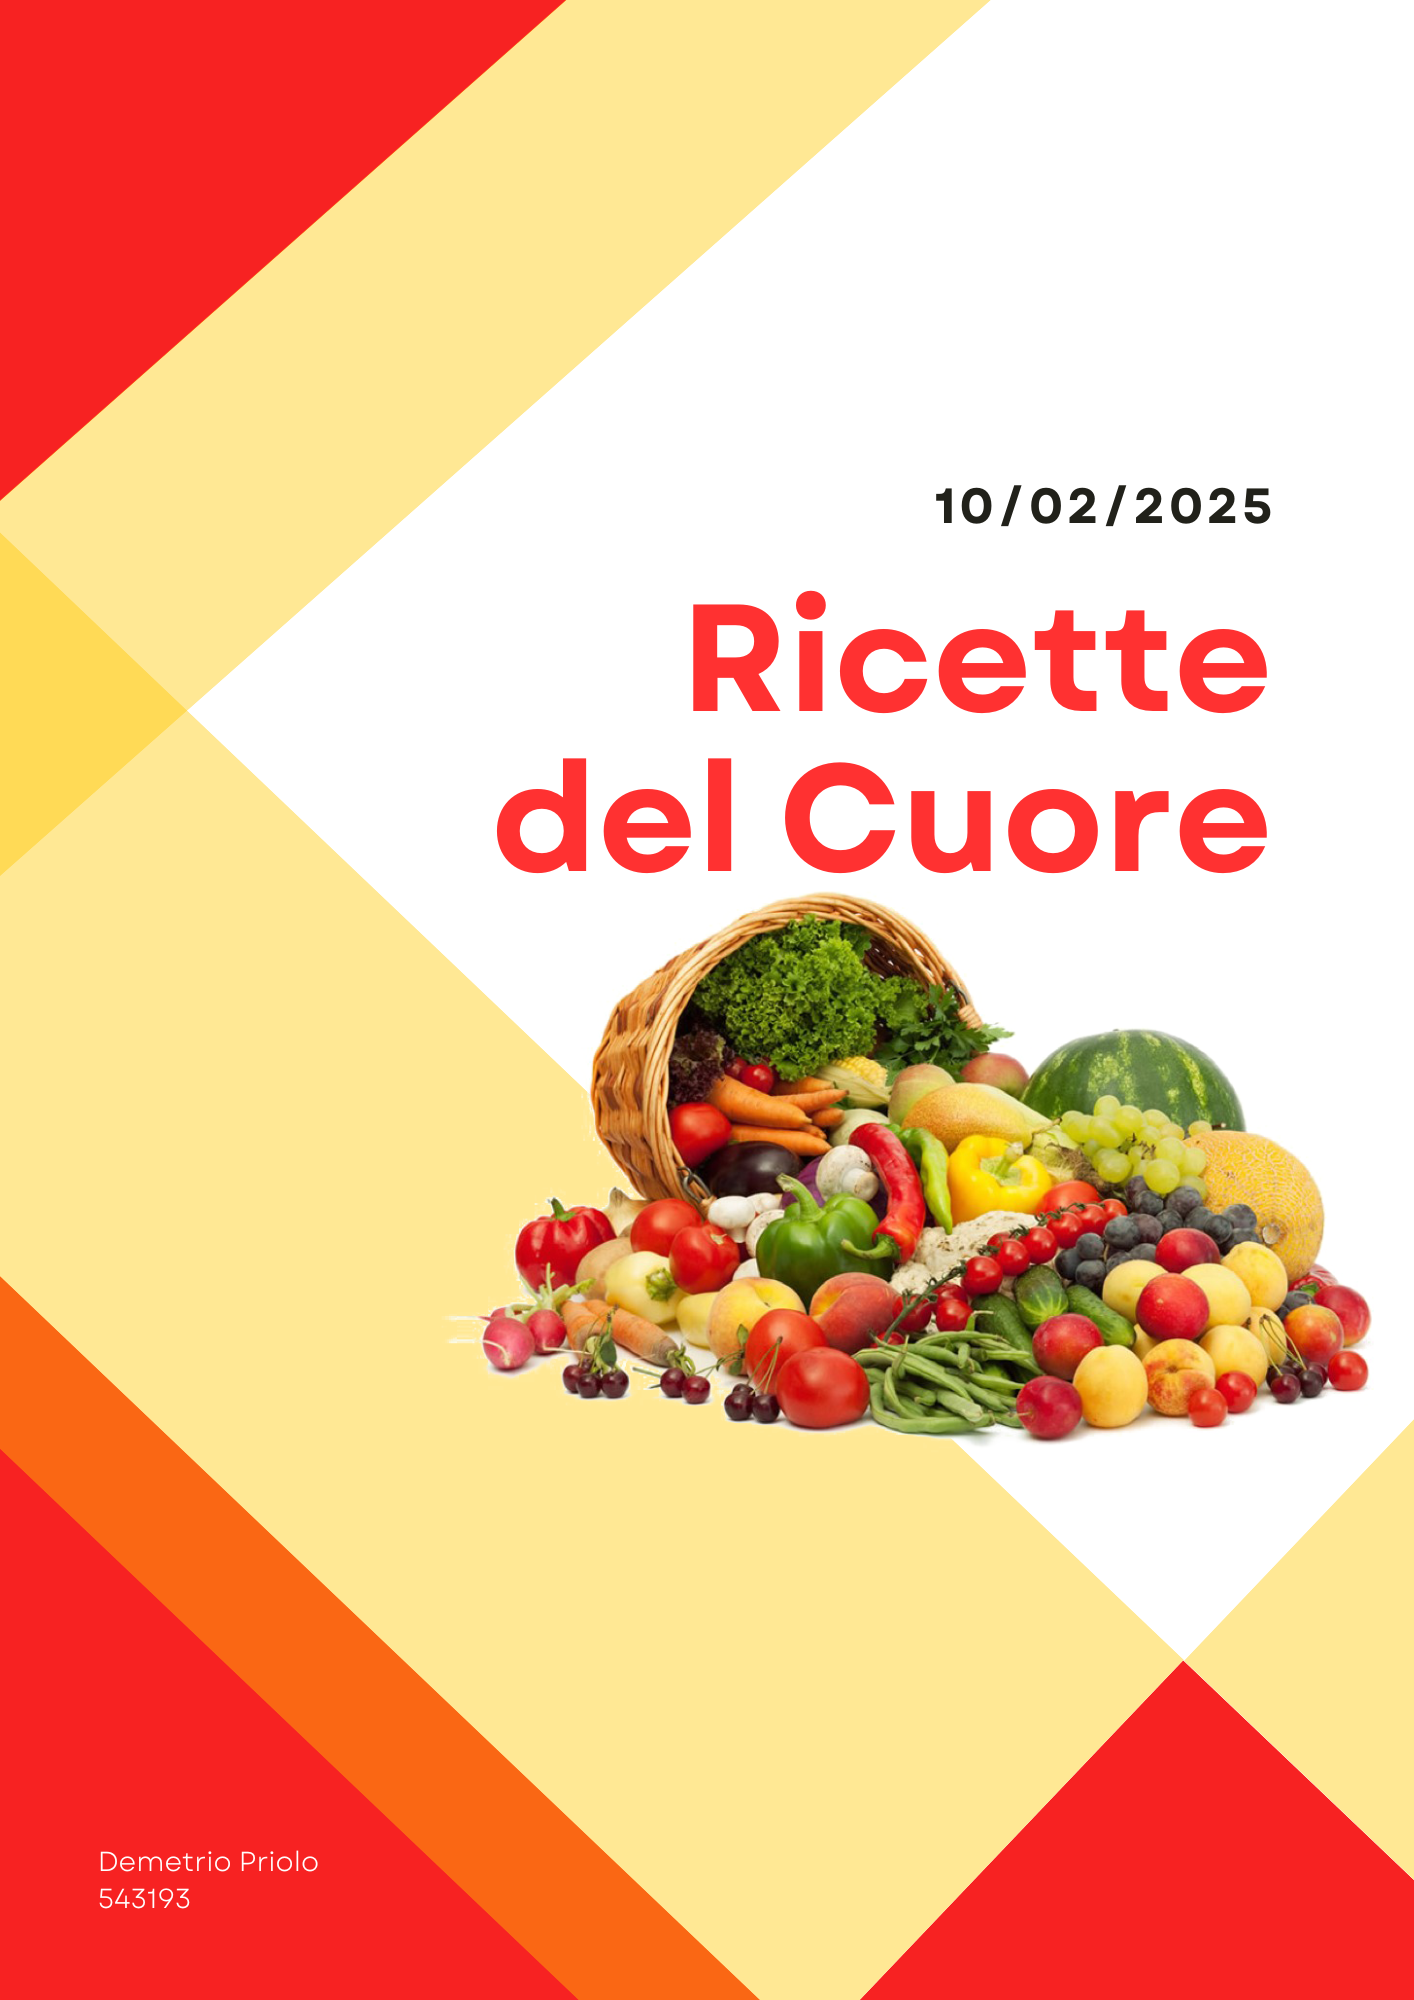 10/02/2025
Ricette
del Cuore
Demetrio Priolo
543193